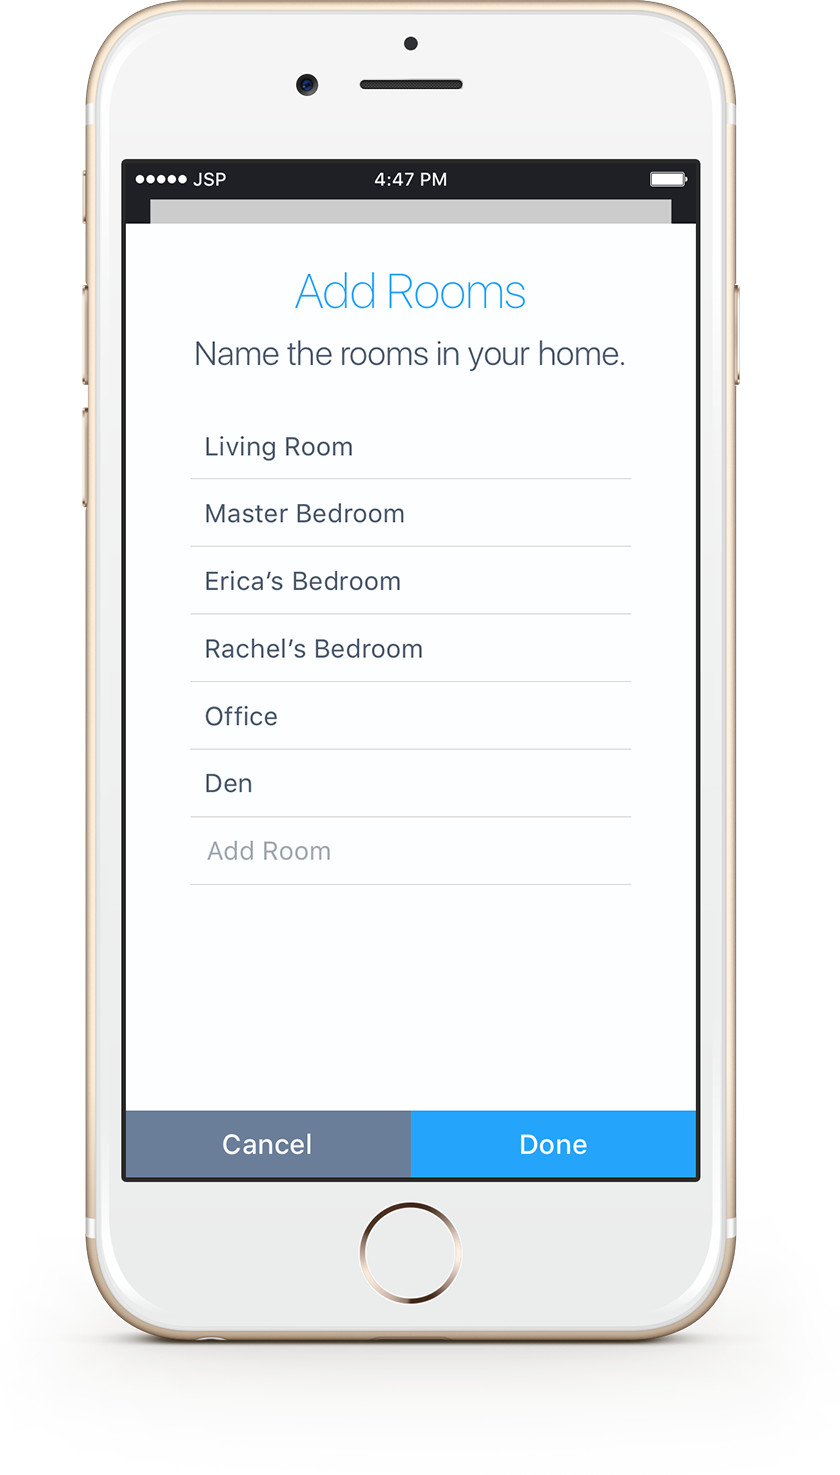 JSP 4:47 PM
Add Rooms
Name the rooms in your home.
Living Room
Master Bedroom
Erica‘s Bedroom
Rachel’s Bedroom
Office
Den
Add Room
Cancel Done